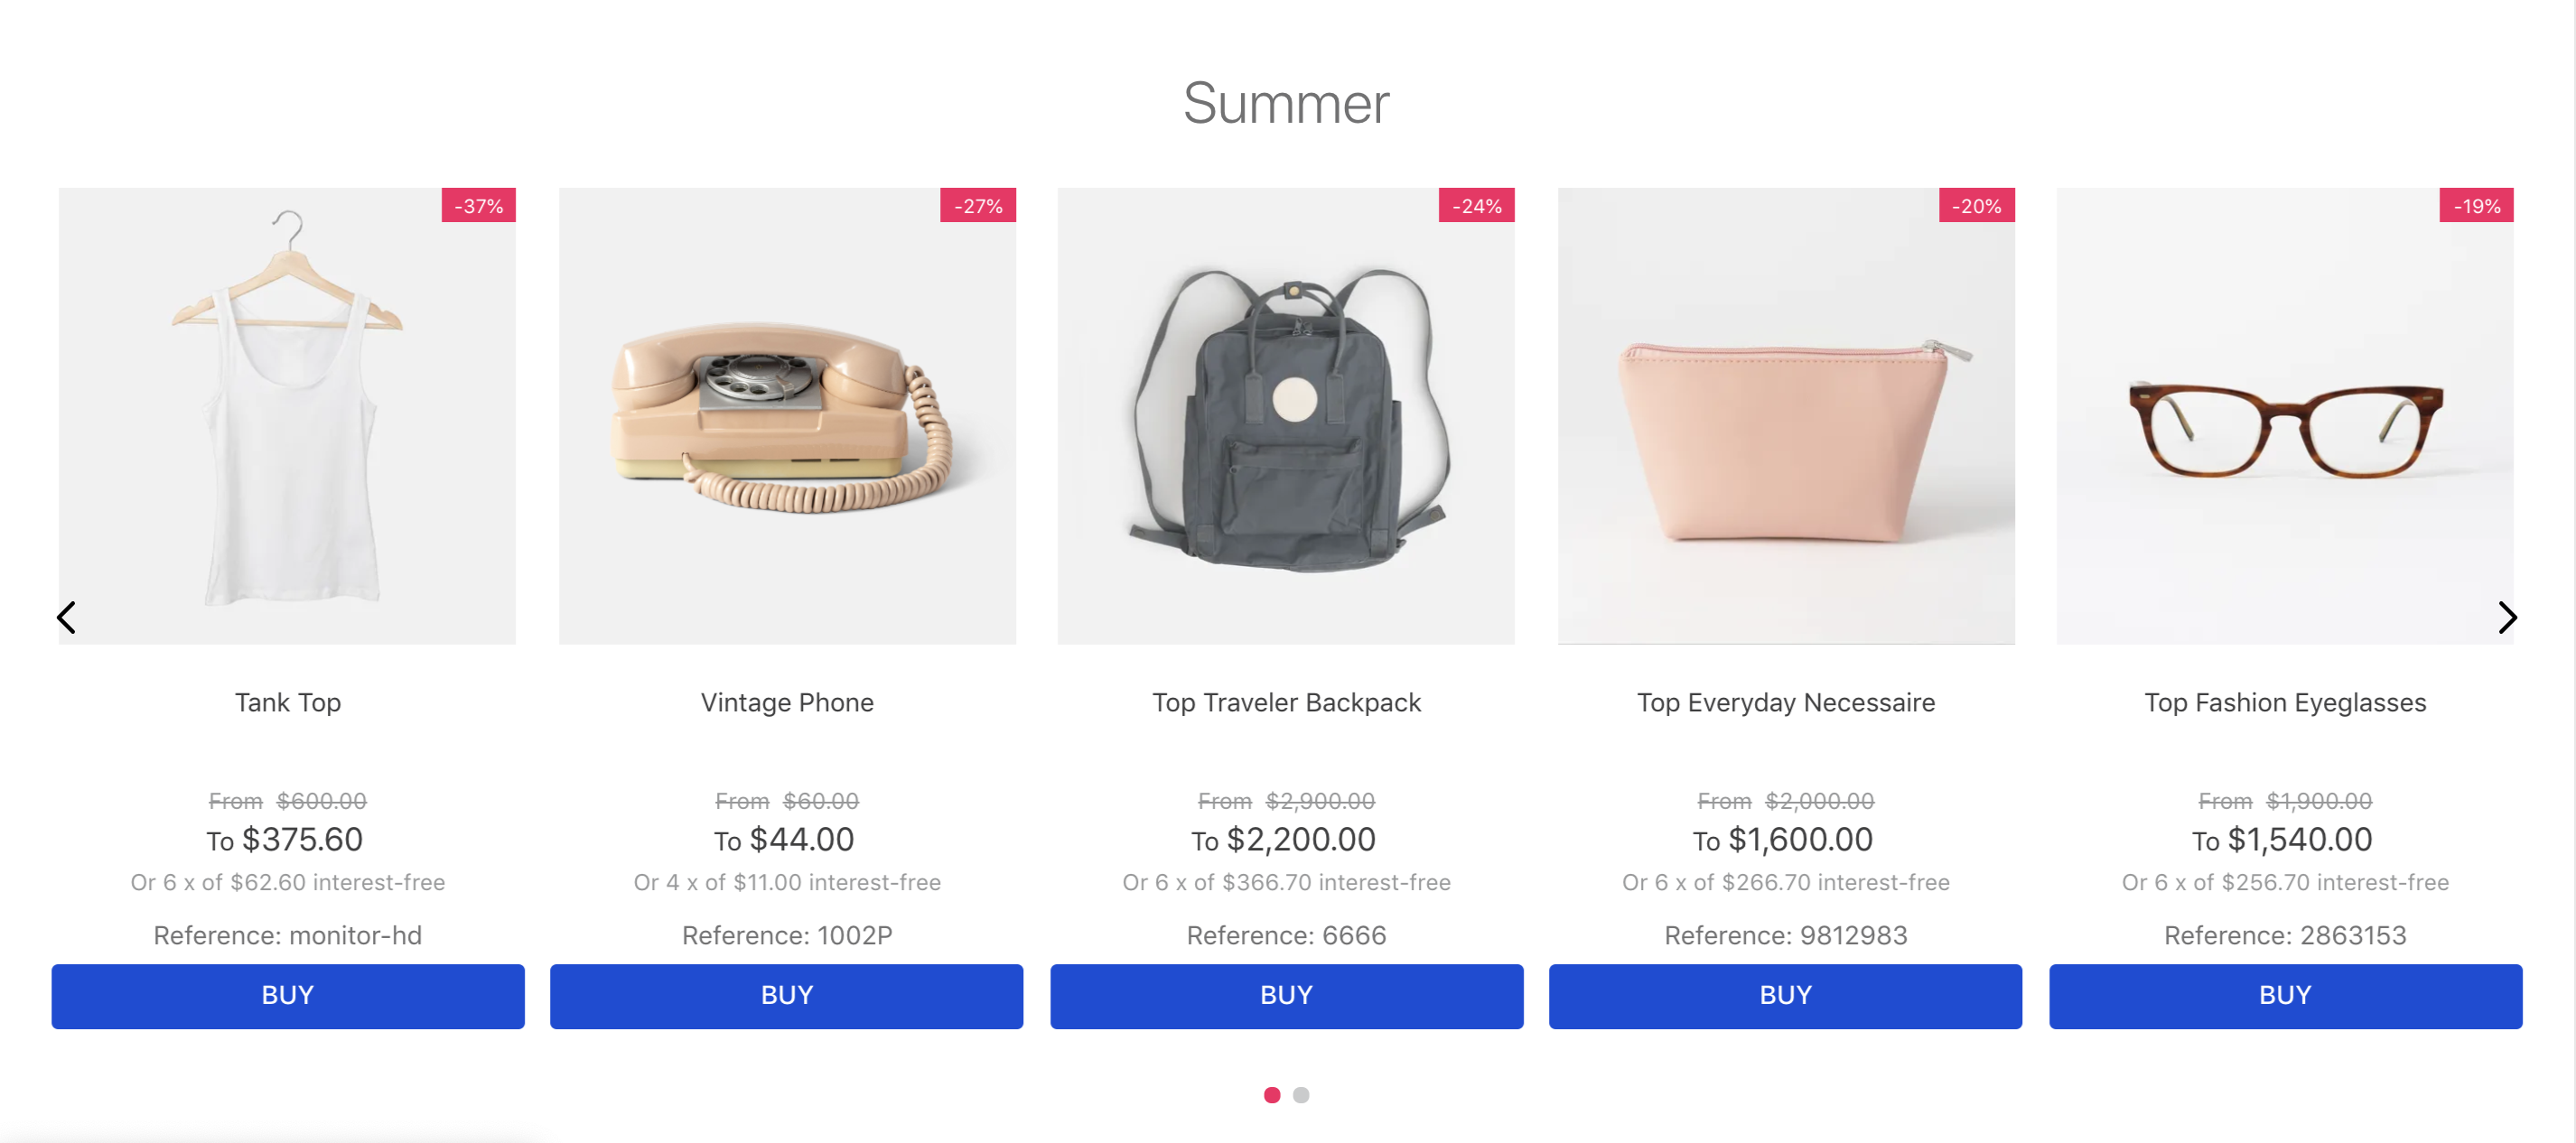 Summer
-37%
-27%
-24%
-20%
-19%
Tank Top
Vintage Phone
Top Traveler Backpack
Top Everyday Necessaire
Top Fashion Eyeglasses
From $600.00
To $375.60
Or 6 x of $62.60 interest-free
Reference: monitor-hd
BUY
From $60.00
To $44.00
Or 4 x of $11.00 interest-free
Reference: 1002P
BUY
From $2,900.00
To $2,200.00
Or 6 x of $366.70 interest-free
Reference: 6666
BUY
From $2,000.00
To $1,600.00
Or 6 x of $266.70 interest-free
Reference: 9812983
BUY
From $1,900.00
To $1,540.00
Or 6 x of $256.70 interest-free
Reference: 2863153
BUY